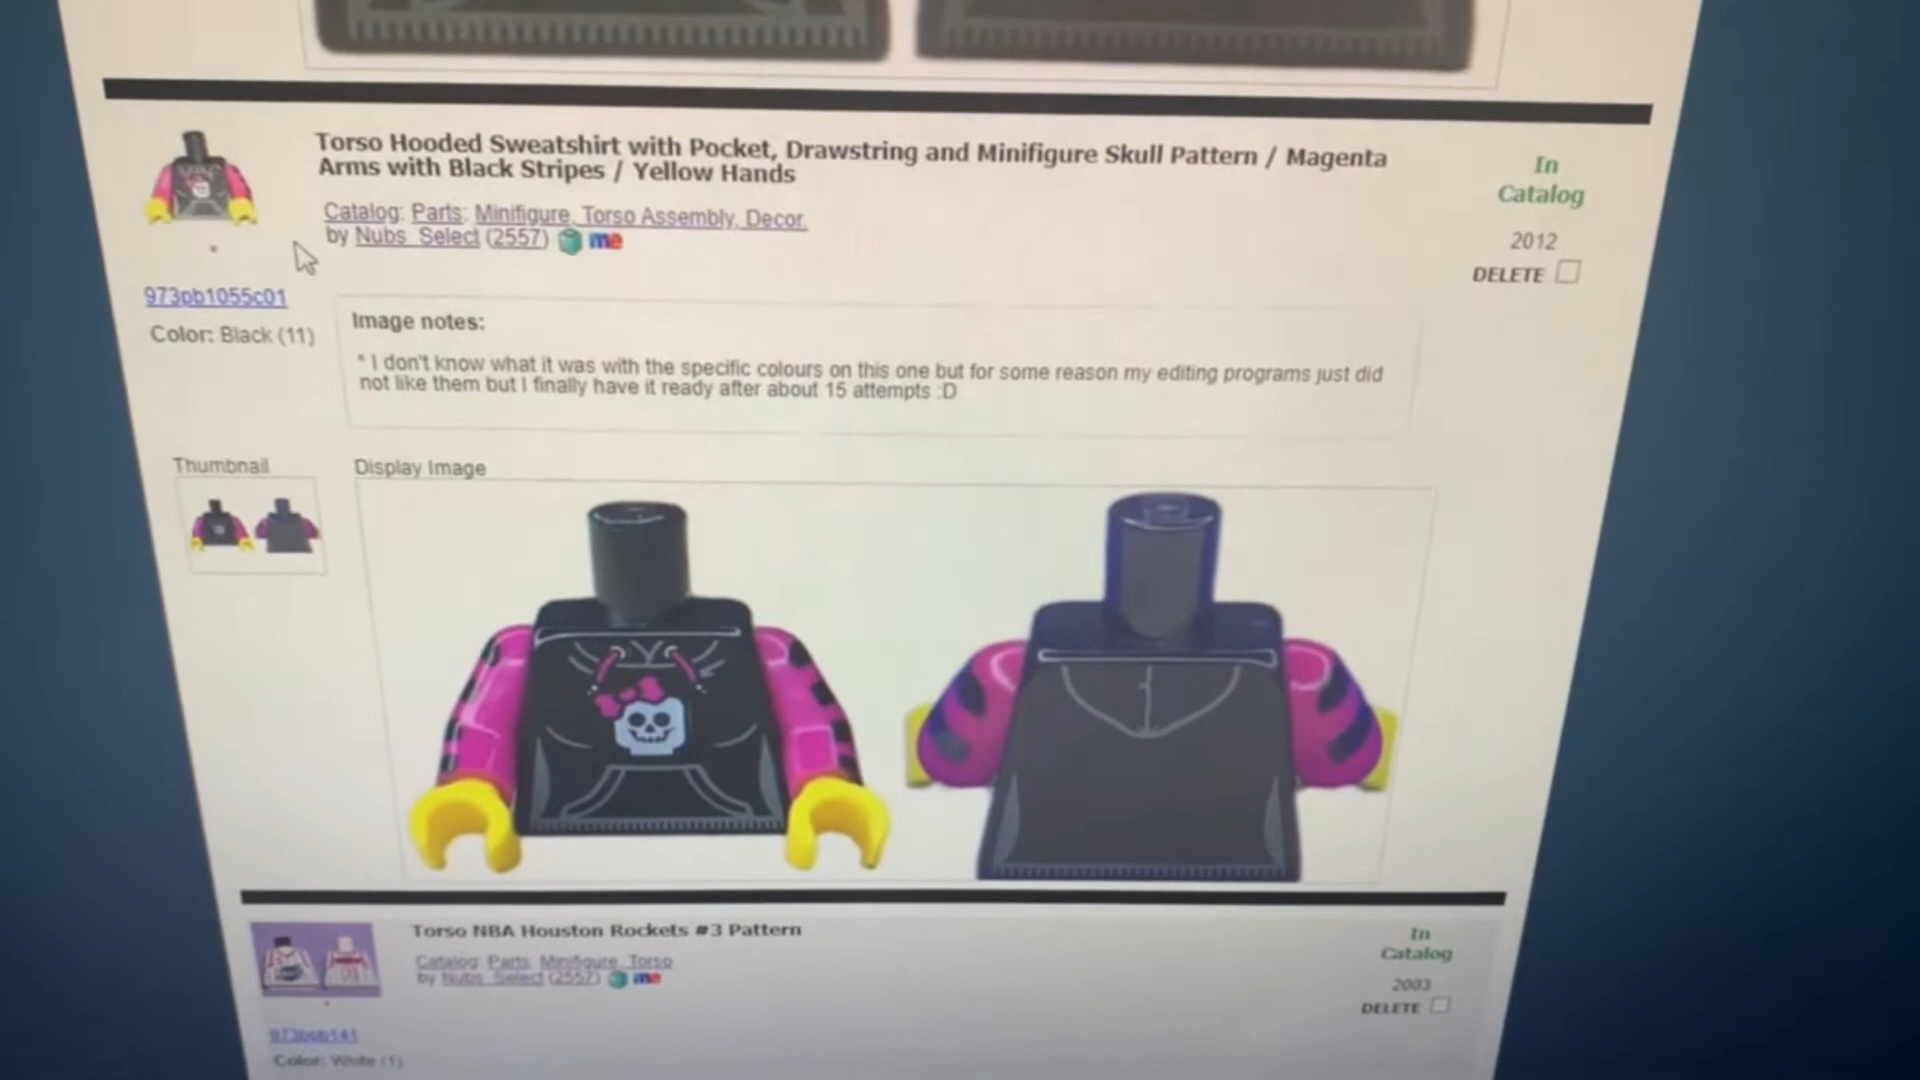 Torso Hooded Sweatshirt with Pocket, Drawstring and Minifigure Skull Pattern / Magenta
Arms with Black Stripes / Yellow Hands
In
Catalog
Catalog: Parts: Minifigure, Torso Assembly, Decor.
by Nubs_Select (2557) me
2012
DELETE
*
973pb1055c01
Color: Black (11)
Image notes:
* I don't know what it was with the specific colours on this one but for some reason my editing programs just did
not like them but I finally have it ready after about 15 attempts :D
Thumbnail
Display Image
Torso NBA Houston Rockets #3 Pattern
In
Catalog
Catalog: Parts: Minifigure, Torso
by Nubs_Select (2557) me
2003
DELETE
973bpb141
Color: White (1)